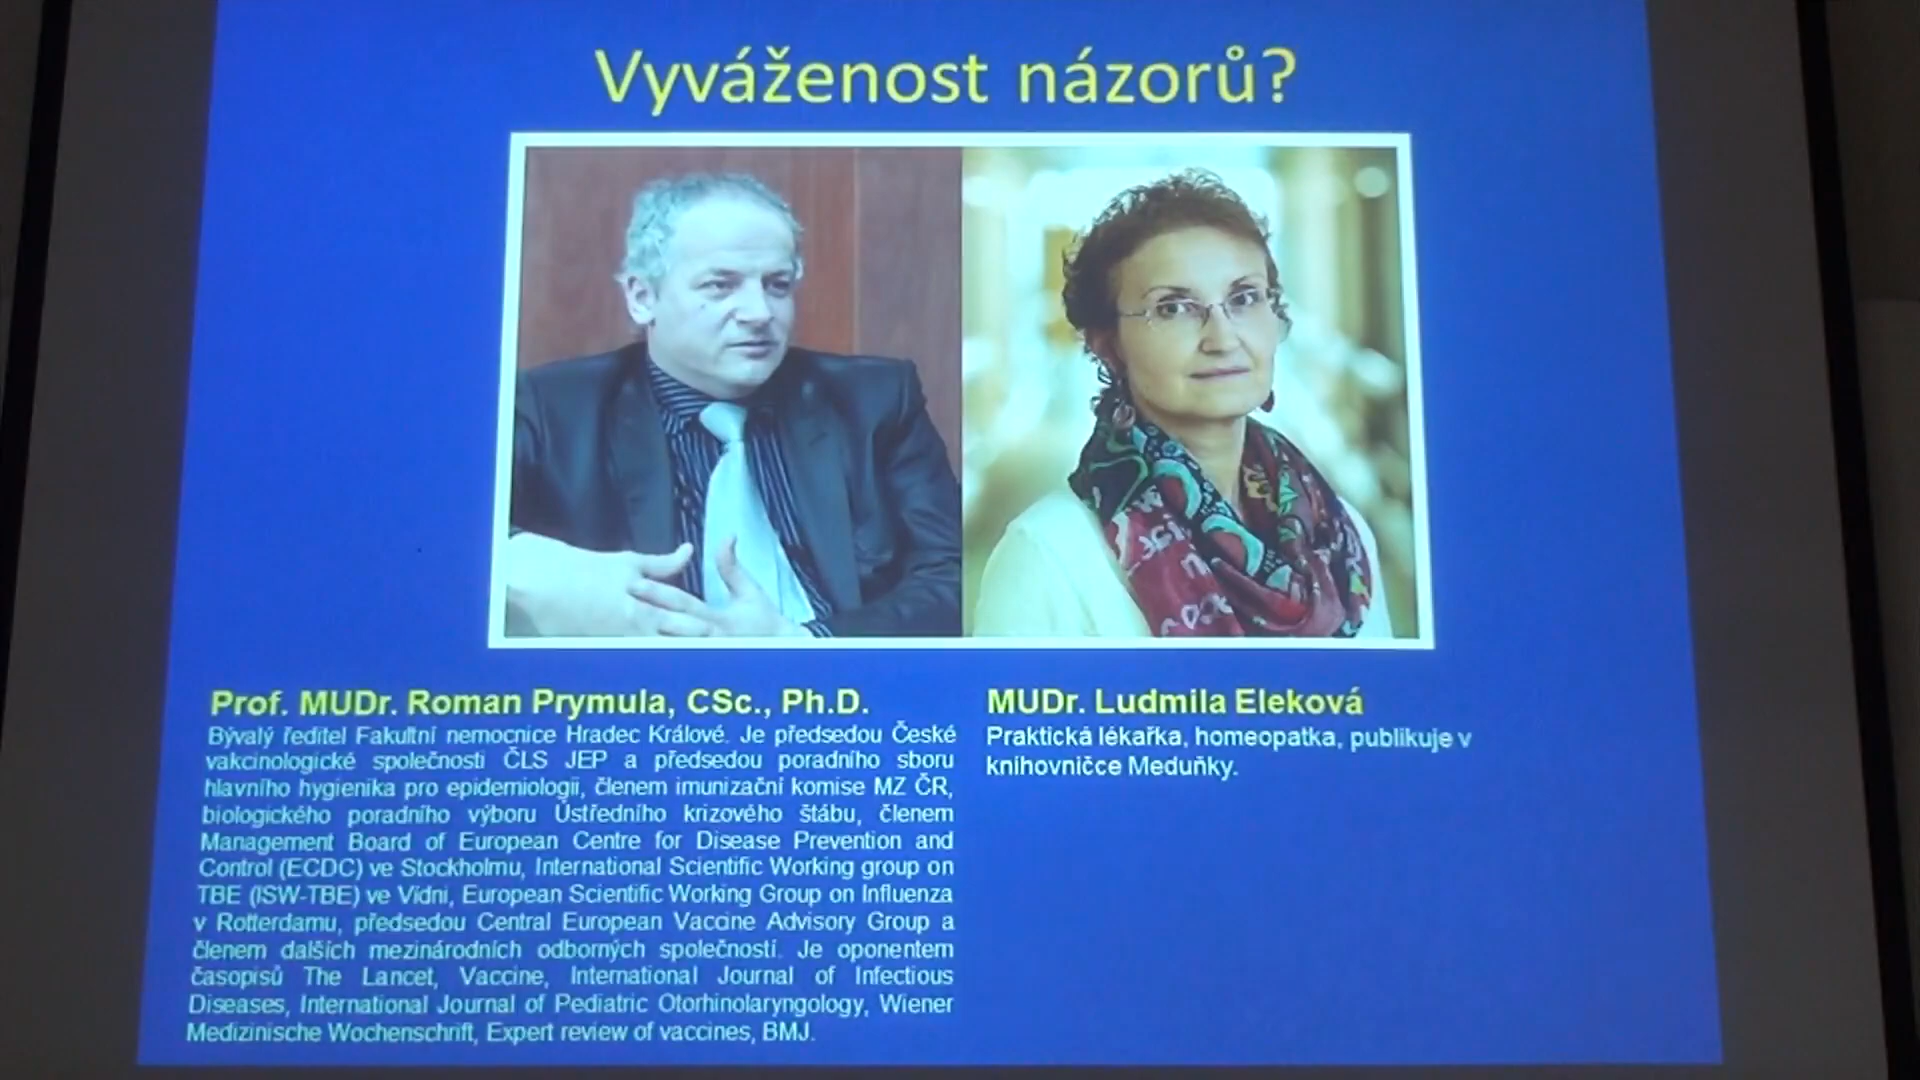 Vyváženost názorů?
Prof. MUDr. Roman Prymula, CSc., Ph.D.
Bývalý ředitel Fakultní nemocnice Hradec Králové. Je předsedou České
vakcinologické společnosti ČLS JEP a předsedou poradního sboru
hlavního hygienika pro epidemiologii, členem imunizační komise MZ ČR,
biologického poradního výboru Ústředního krizového štábu, členem
Management Board of European Centre for Disease Prevention and
Control (ECDC) ve Stockholmu, International Scientific Working group on
TBE (ISW-TBE) ve Vídni, European Scientific Working Group on Influenza
v Rotterdamu, předsedou Central European Vaccine Advisory Group a
členem dalších mezinárodních odborných společností. Je oponentem
časopisů The Lancet, Vaccine, International Journal of Infectious
Diseases, International Journal of Pediatric Otorhinolaryngology, Wiener
Medizinische Wochenschrift, Expert review of vaccines, BMJ.
MUDr. Ludmila Eleková
Praktická lékařka, homeopatka, publikuje v
knihovničce Meduňky.